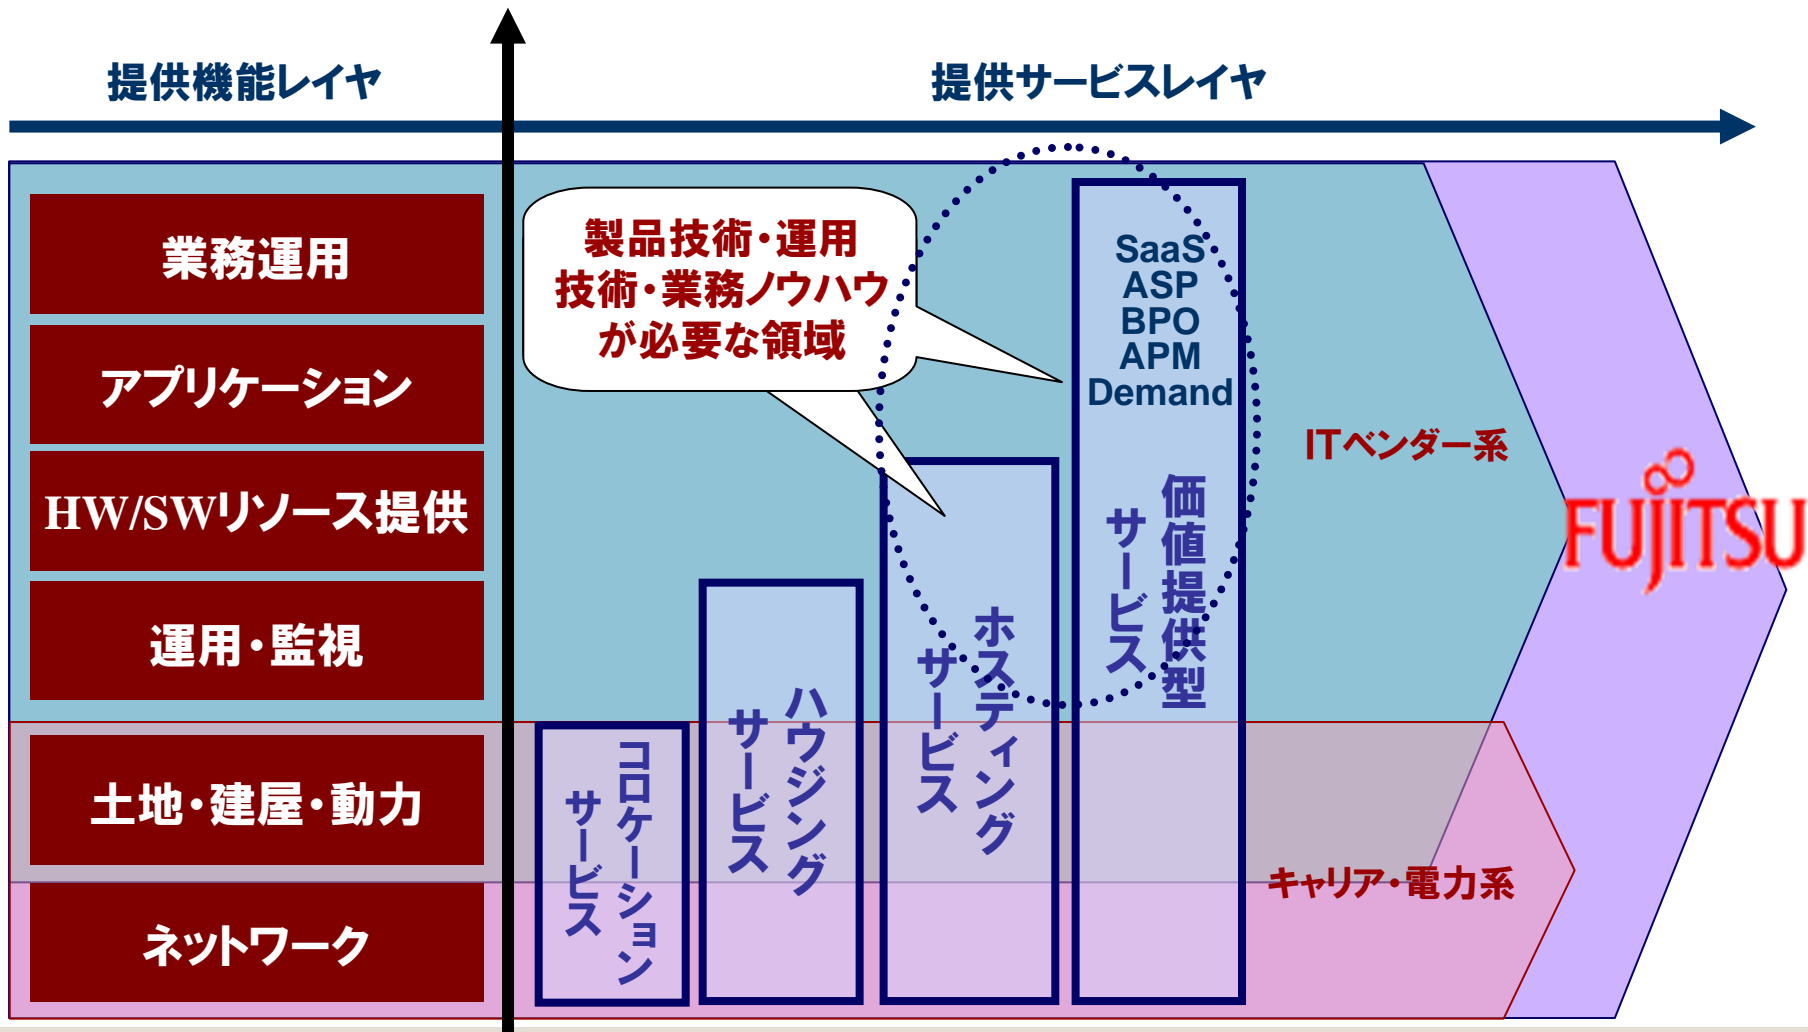 提供機能レイヤ
提供サービスレイヤ
業務運用
アプリケーション
HW/SWリソース提供
運用・監視
土地・建屋・動力
ネットワーク
製品技術・運用
技術・業務ノウハウ
が必要な領域
コロケーション
サービス
ハウジング
サービス
ホスティング
サービス
SaaS
ASP
BPO
APM
Demand
価値提供型
サービス
ITベンダー系
キャリア・電力系
FUJITSU